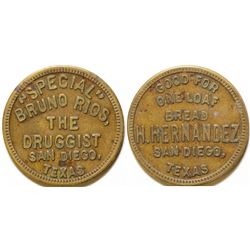 "SPECIAL"
BRUNO RIOS,
THE
DRUGGIST
SAN DIEGO,
TEXAS
GOOD FOR
ONE LOAF
BREAD
H. HERNANDEZ
SAN DIEGO,
TEXAS